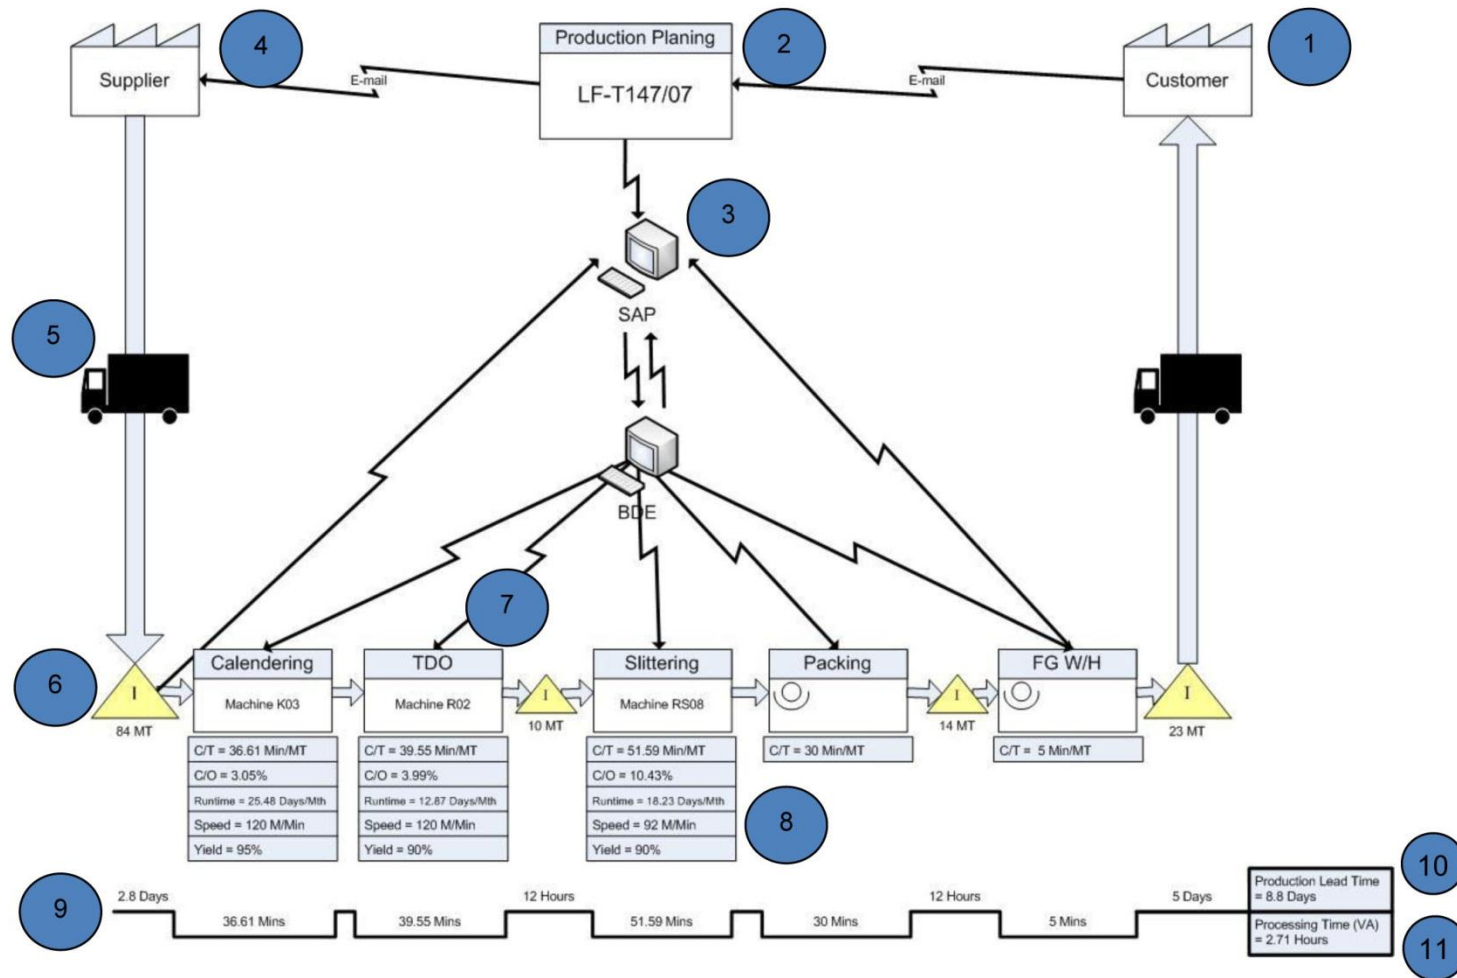 4
Production Planing
2
1
Supplier
E-mail
LF-T147/07
E-mail
Customer
3
SAP
5
BDE
7
6
I
84 MT
Calendering
Machine K03
C/T = 36.61 Min/MT
C/O = 3.05%
Runtime = 25.48 Days/Mth
Speed = 120 M/Min
Yield = 95%
TDO
Machine R02
C/T = 39.55 Min/MT
C/O = 3.99%
Runtime = 12.87 Days/Mth
Speed = 120 M/Min
Yield = 90%
I
10 MT
Slittering
Machine RS08
C/T = 51.59 Min/MT
C/O = 10.43%
Runtime = 18.23 Days/Mth
Speed = 92 M/Min
Yield = 90%
Packing
C/T = 30 Min/MT
I
14 MT
FG W/H
C/T = 5 Min/MT
I
23 MT
8
9
2.8 Days
36.61 Mins
39.55 Mins
12 Hours
51.59 Mins
30 Mins
12 Hours
5 Mins
5 Days
Production Lead Time
= 8.8 Days
10
Processing Time (VA)
= 2.71 Hours
11